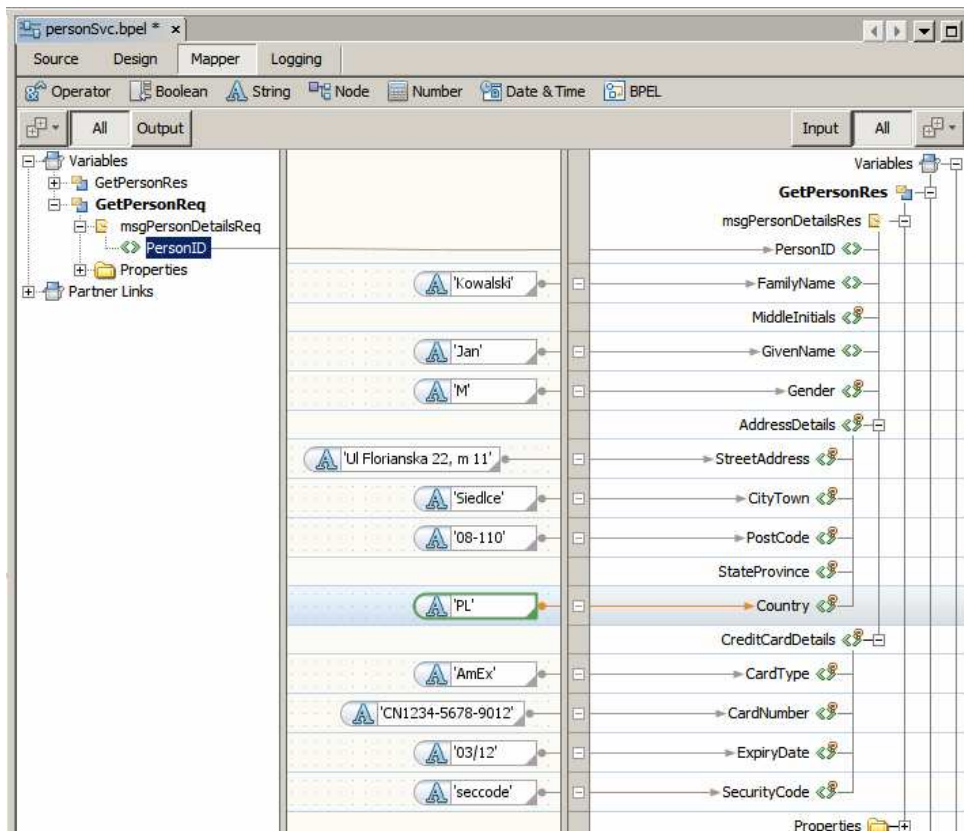 personSvc.bpel * x
Source Design Mapper Logging
Operator Boolean String Node Number Date & Time BPEL
All Output Input All
Variables Variables
GetPersonRes GetPersonRes
GetPersonReq
msgPersonDetailsReq msgPersonDetailsRes
PersonID PersonID
Properties
Partner Links
'Kowalski' FamilyName
MiddleInitials
'Jan' GivenName
'M' Gender
AddressDetails
'Ul Florianska 22, m 11' StreetAddress
'Siedlce' CityTown
'08-110' PostCode
StateProvince
'PL' Country
CreditCardDetails
'AmEx' CardType
'CN1234-5678-9012' CardNumber
'03/12' ExpiryDate
'seccode' SecurityCode
Properties